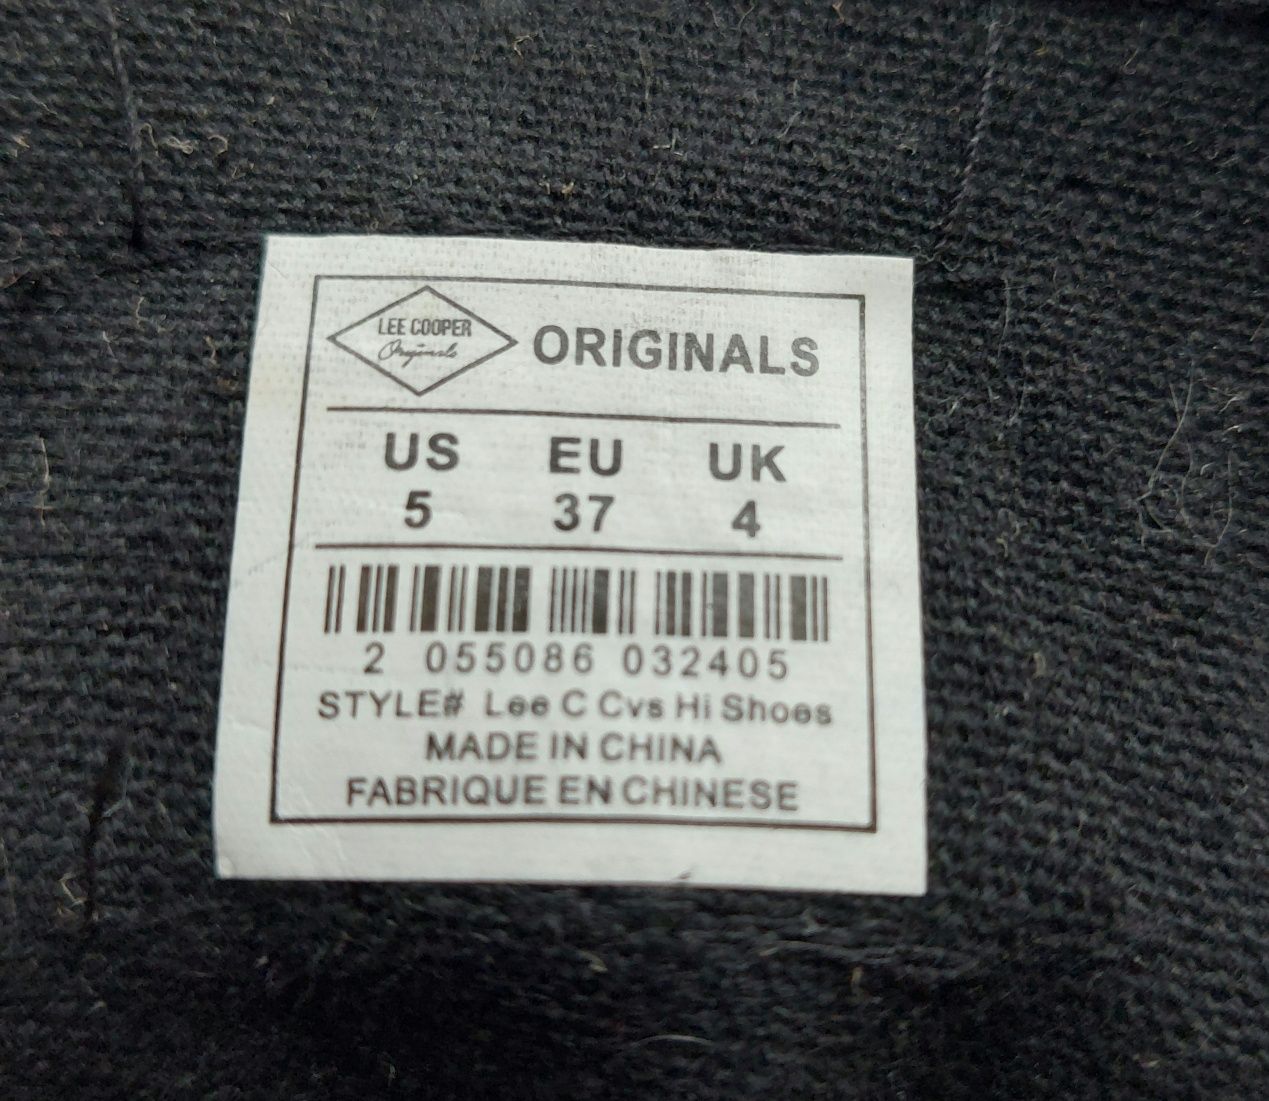 LEE COOPER
Originals
ORIGINALS
US EU UK
5 37 4
2 055086 032405
STYLE# Lee C Cvs Hi Shoes
MADE IN CHINA
FABRIQUE EN CHINESE